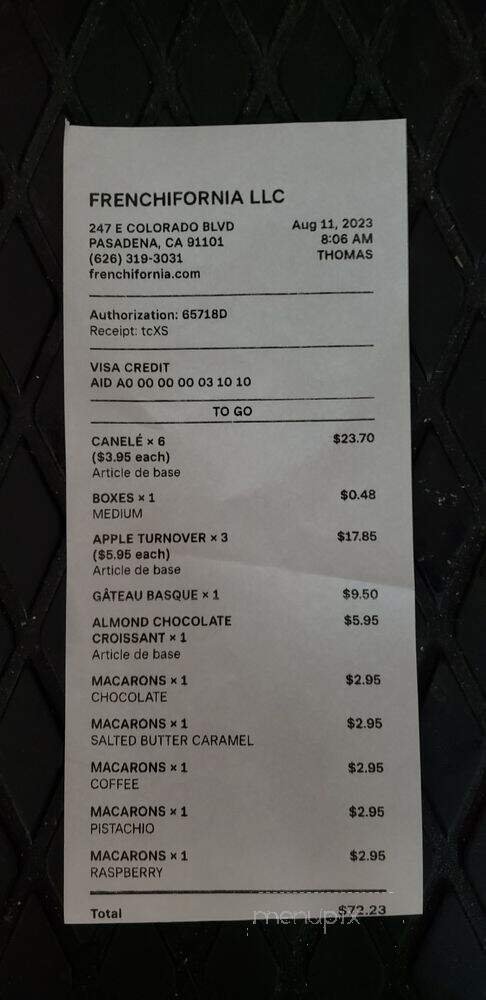 FRENCHIFORNIA LLC
247 E COLORADO BLVD Aug 11, 2023
PASADENA, CA 91101 8:06 AM
(626) 319-3031 THOMAS
frenchifornia.com
Authorization: 65718D
Receipt: tcXS
VISA CREDIT
AID A0 00 00 00 03 10 10
TO GO
CANELÉ × 6 $23.70
($3.95 each)
Article de base
BOXES × 1 $0.48
MEDIUM
APPLE TURNOVER × 3 $17.85
($5.95 each)
Article de base
GÂTEAU BASQUE × 1 $9.50
ALMOND CHOCOLATE $5.95
CROISSANT × 1
Article de base
MACARONS × 1 $2.95
CHOCOLATE
MACARONS × 1 $2.95
SALTED BUTTER CARAMEL
MACARONS × 1 $2.95
COFFEE
MACARONS × 1 $2.95
PISTACHIO
MACARONS × 1 $2.95
RASPBERRY
Total $72.23
menupix